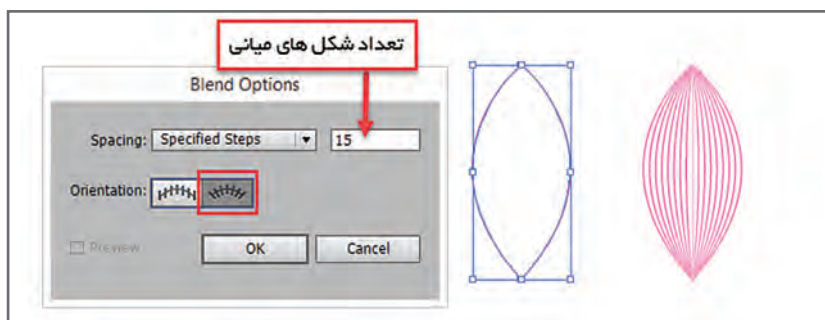 تعداد شکل های میانی
Blend Options
Spacing: Specified Steps 15
Orientation:
Preview
OK Cancel